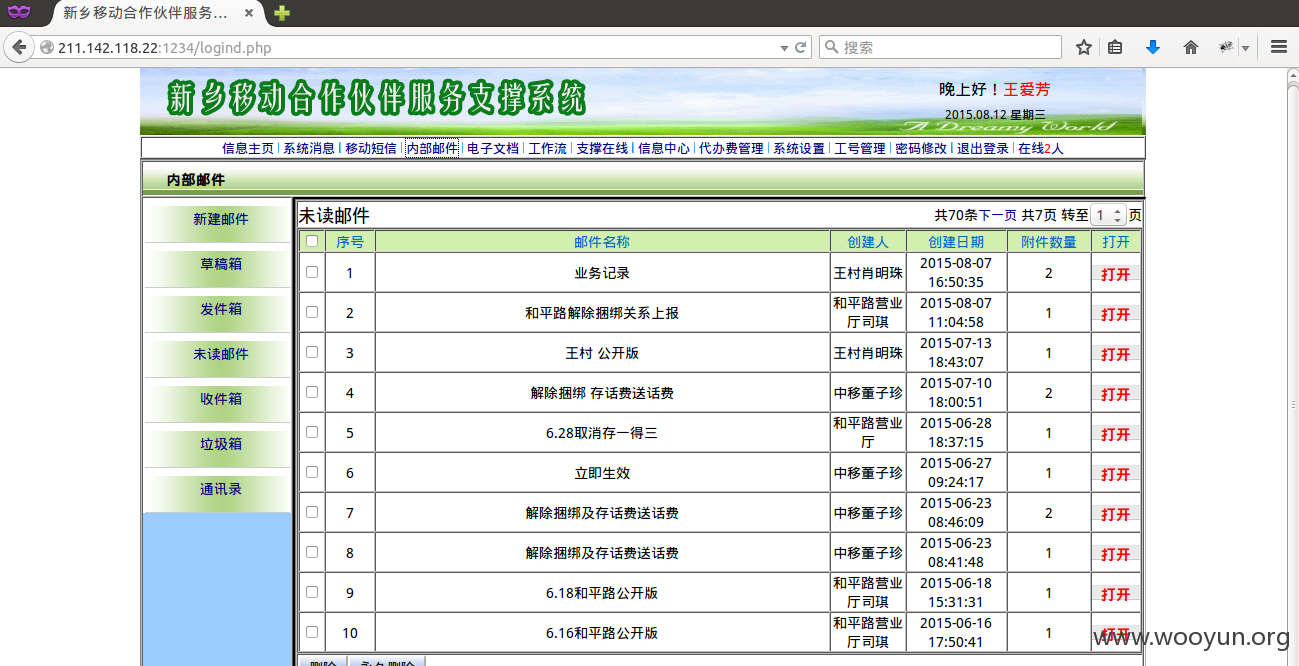 新乡移动合作伙伴服务...
211.142.118.22:1234/logind.php
搜索
新乡移动合作伙伴服务支撑系统
晚上好！王爱芳
2015.08.12 星期三
A Dreamy World
信息主页 | 系统消息 | 移动短信 | 内部邮件 | 电子文档 | 工作流 | 支撑在线 | 信息中心 | 代办费管理 | 系统设置 | 工号管理 | 密码修改 | 退出登录 | 在线2人
内部邮件
新建邮件
草稿箱
发件箱
未读邮件
收件箱
垃圾箱
通讯录
未读邮件 共70条下一页 共7页 转至 1 页
序号 邮件名称 创建人 创建日期 附件数量 打开
1 业务记录 王村肖明珠 2015-08-07 16:50:35 2 打开
2 和平路解除捆绑关系上报 和平路营业厅司琪 2015-08-07 11:04:58 1 打开
3 王村 公开版 王村肖明珠 2015-07-13 18:43:07 1 打开
4 解除捆绑 存话费送话费 中移董子珍 2015-07-10 18:00:51 2 打开
5 6.28取消存一得三 和平路营业厅 2015-06-28 18:37:15 1 打开
6 立即生效 中移董子珍 2015-06-27 09:24:17 1 打开
7 解除捆绑及存话费送话费 中移董子珍 2015-06-23 08:46:09 2 打开
8 解除捆绑及存话费送话费 中移董子珍 2015-06-23 08:41:48 1 打开
9 6.18和平路公开版 和平路营业厅司琪 2015-06-18 15:31:31 1 打开
10 6.16和平路公开版 和平路营业厅司琪 2015-06-16 17:50:41 1 打开
删除 永久删除
www.wooyun.org